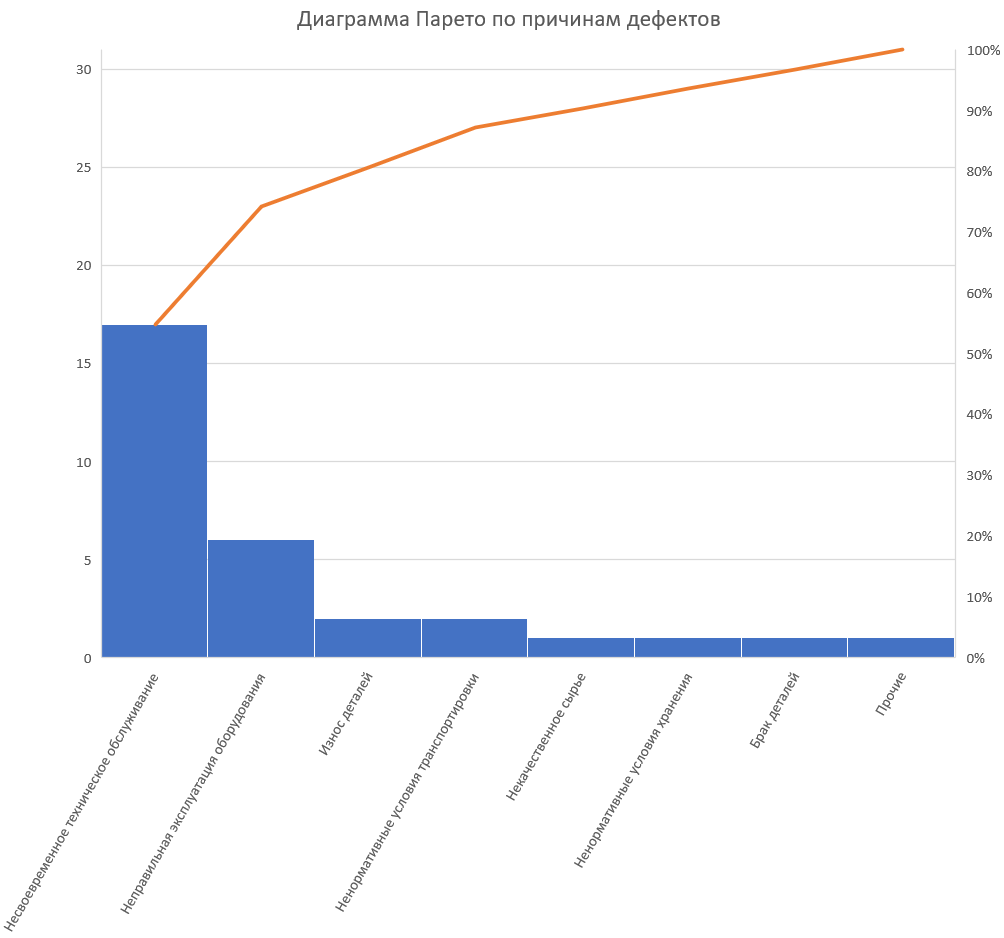 Диаграмма Парето по причинам дефектов
30
25
20
15
10
5
0
100%
90%
80%
70%
60%
50%
40%
30%
20%
10%
0%
Несвоевременное техническое обслуживание
Неправильная эксплуатация оборудования
Износ деталей
Ненормативные условия транспортировки
Некачественное сырье
Ненормативные условия хранения
Брак деталей
Прочие